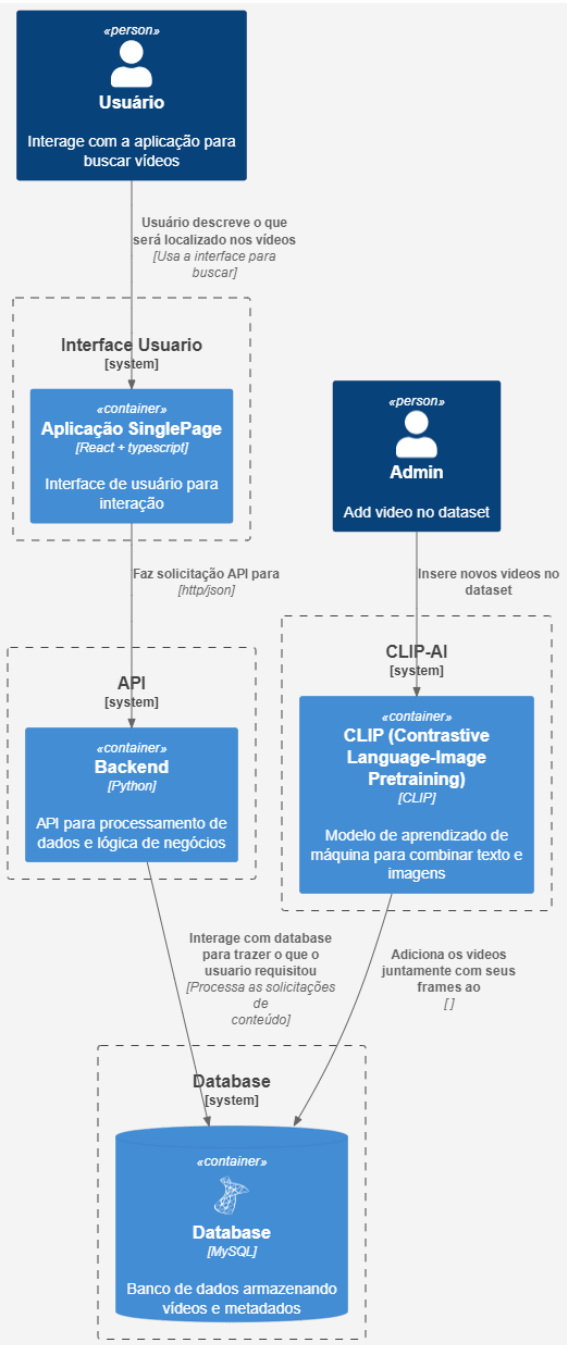 «person»
Usuário
Interage com a aplicação para
buscar vídeos
Usuário descreve o que
será localizado nos vídeos
[Usa a interface para
buscar]
Interface Usuario
[system]
«container»
Aplicação SinglePage
[React + typescript]
Interface de usuário para
interação
«person»
Admin
Add video no dataset
Faz solicitação API para
[http/json]
Insere novos videos no
dataset
API
[system]
«container»
Backend
[Python]
API para processamento de
dados e lógica de negócios
CLIP-AI
[system]
«container»
CLIP (Contrastive
Language-Image
Pretraining)
[CLIP]
Modelo de aprendizado de
máquina para combinar texto e
imagens
Interage com database
para trazer o que o
usuario requisitou
[Processa as solicitações
de
conteúdo]
Adiciona os videos
juntamente com seus
frames ao
[ ]
Database
[system]
«container»
Database
[MySQL]
Banco de dados armazenando
vídeos e metadados